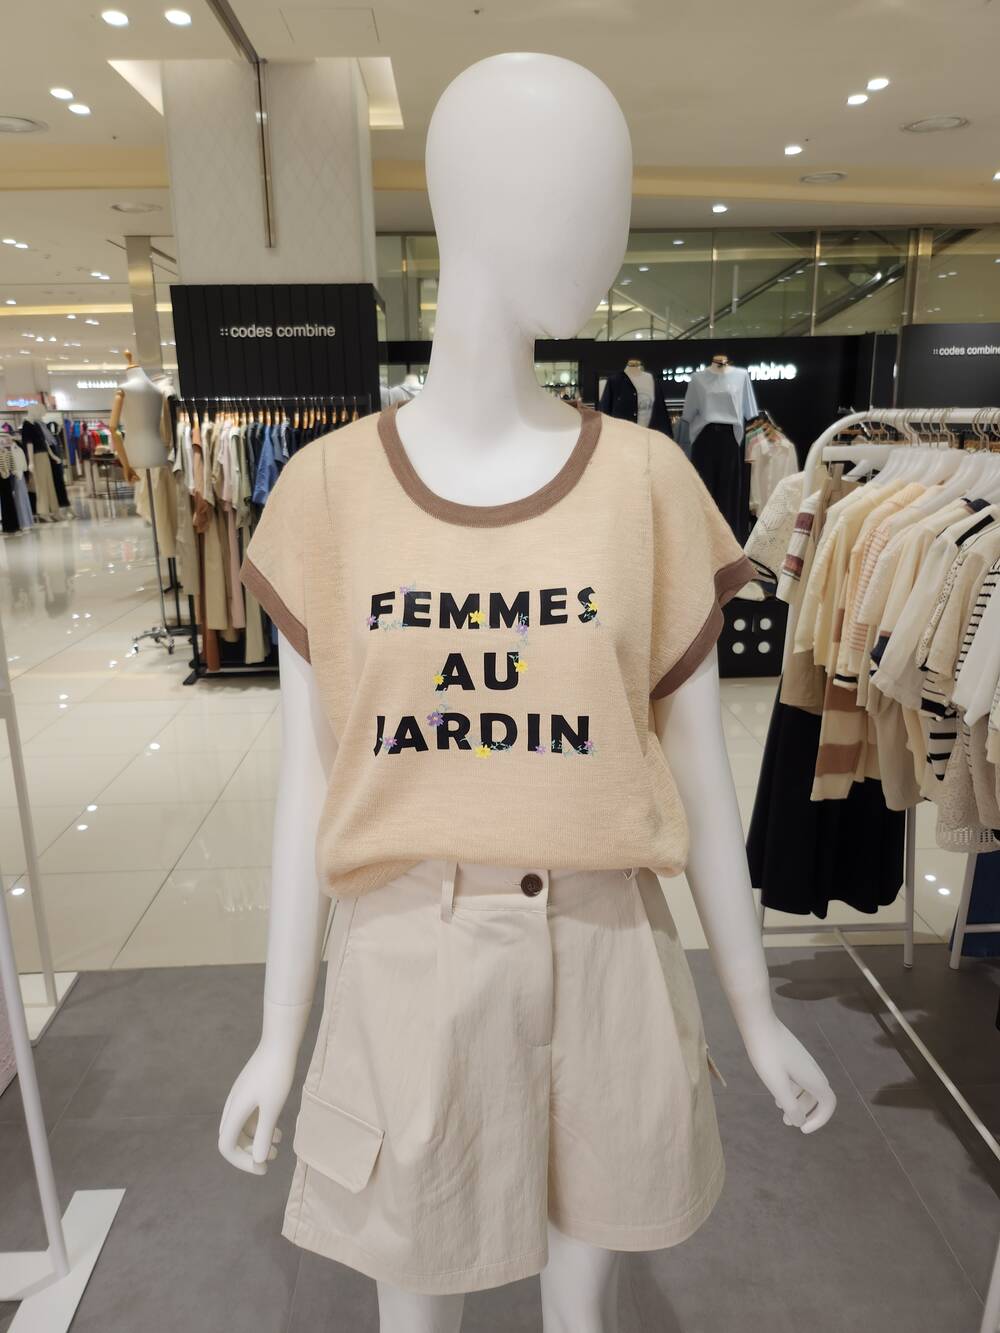 codes combine
codes combine
codes combine
FEMMES
AU
JARDIN